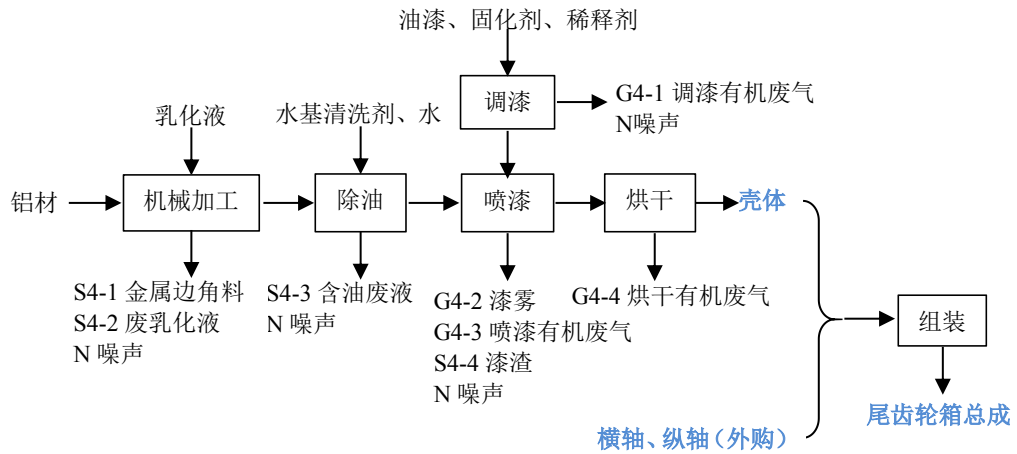 油漆、固化剂、稀释剂
调漆
G4-1 调漆有机废气
N噪声
乳化液
水基清洗剂、水
铝材
机械加工
除油
喷漆
烘干
壳体
S4-1 金属边角料
S4-2 废乳化液
N 噪声
S4-3 含油废液
N 噪声
G4-2 漆雾
G4-3 喷漆有机废气
S4-4 漆渣
N 噪声
G4-4 烘干有机废气
组装
横轴、纵轴（外购）
尾齿轮箱总成